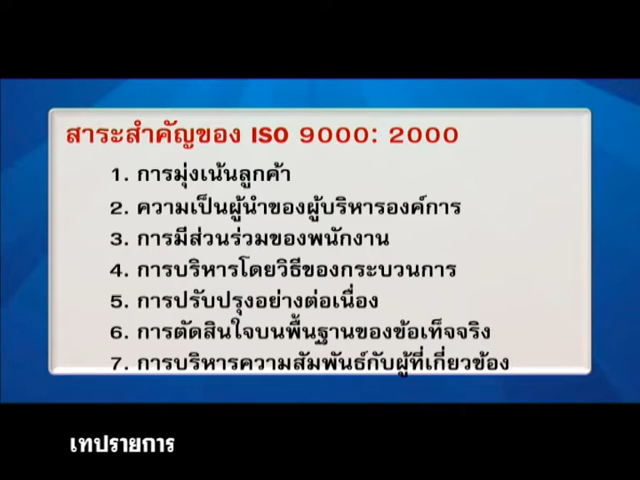 สาระสำคัญของ ISO 9000: 2000
1. การมุ่งเน้นลูกค้า
2. ความเป็นผู้นำของผู้บริหารองค์การ
3. การมีส่วนร่วมของพนักงาน
4. การบริหารโดยวิธีของกระบวนการ
5. การปรับปรุงอย่างต่อเนื่อง
6. การตัดสินใจบนพื้นฐานของข้อเท็จจริง
7. การบริหารความสัมพันธ์กับผู้ที่เกี่ยวข้อง
เทปรายการ